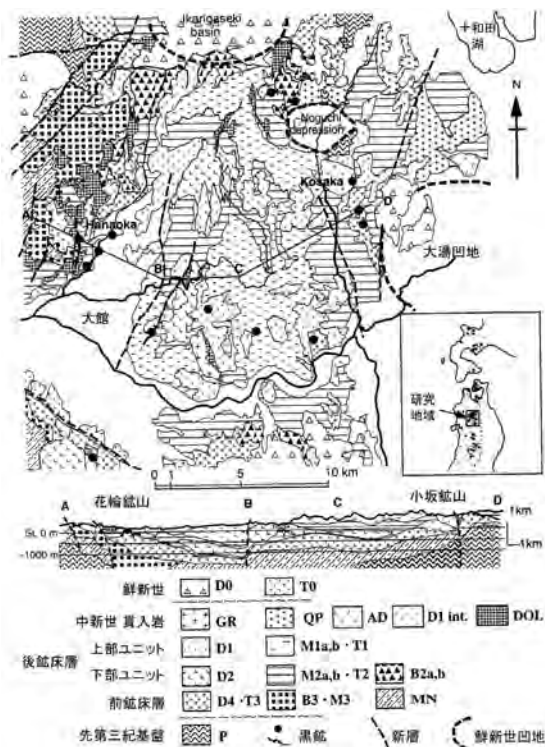 Ikarigaseki
basin
十和田
湖
N
Noguchi
depression
Kosaka
A
Hanaoka
D
B
C
大湯凹地
大館
研究
地域
0 1 5 10 km
A 花輪鉱山 B C 小坂鉱山 D
SL 0 m
-1000 m
1km
-1km
鮮新世 D0 T0
中新世 貫入岩 GR QP AD D1 int. DOL
後鉱床層
上部ユニット D1 M1a,b・T1
下部ユニット D2 M2a,b・T2 B2a,b
前鉱床層 D4・T3 B3・M3 MN
先第三紀基盤 P 黒鉱 断層 鮮新世凹地